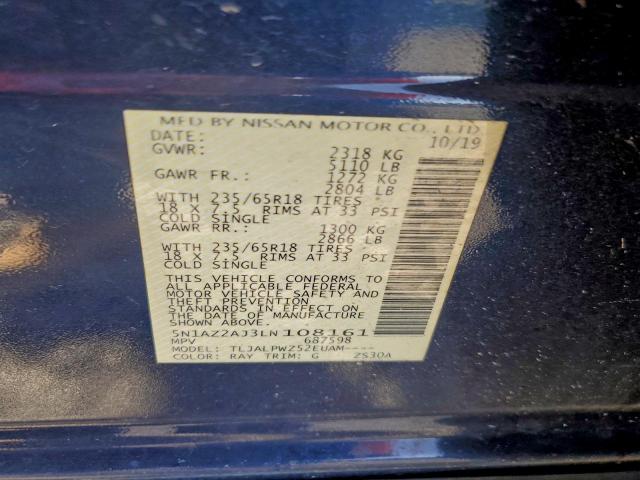 MFD BY NISSAN MOTOR CO., LTD
DATE: 10/19
GVWR: 2318 KG
5110 LB
GAWR FR.: 1272 KG
2804 LB
WITH 235/65R18 TIRES
18 X 7.5 RIMS AT 33 PSI
COLD SINGLE
GAWR RR.: 1300 KG
2866 LB
WITH 235/65R18 TIRES
18 X 7.5 RIMS AT 33 PSI
COLD SINGLE
THIS VEHICLE CONFORMS TO
ALL APPLICABLE FEDERAL
MOTOR VEHICLE SAFETY AND
THEFT PREVENTION
STANDARDS IN EFFECT ON
THE DATE OF MANUFACTURE
SHOWN ABOVE.
5N1AZ2AJ3LN108161
MPV 687598
MODEL: TLJALPWZ52EUAM----
COLOR: RAY TRIM: G ZS30A